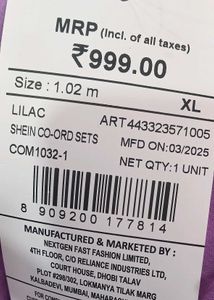 MRP (Incl. of all taxes)
₹999.00
Size : 1.02 m
XL
LILAC ART443323571005
SHEIN CO-ORD SETS MFD ON:03/2025
COM1032-1 NET QTY:1 UNIT
8 909200 177814
MANUFACTURED & MARKETED BY :
NEXTGEN FAST FASHION LIMITED,
4TH FLOOR, C/O RELIANCE INDUSTRIES LTD,
COURT HOUSE, DHOBI TALAV
PLOT #298/302, LOKMANYA TILAK MARG
KALBADEVI, MUMBAI, MAHARASHTRA